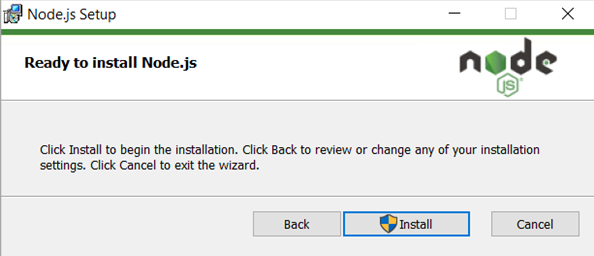 Node.js Setup
Ready to install Node.js
node
JS
Click Install to begin the installation. Click Back to review or change any of your installation
settings. Click Cancel to exit the wizard.
Back Install Cancel